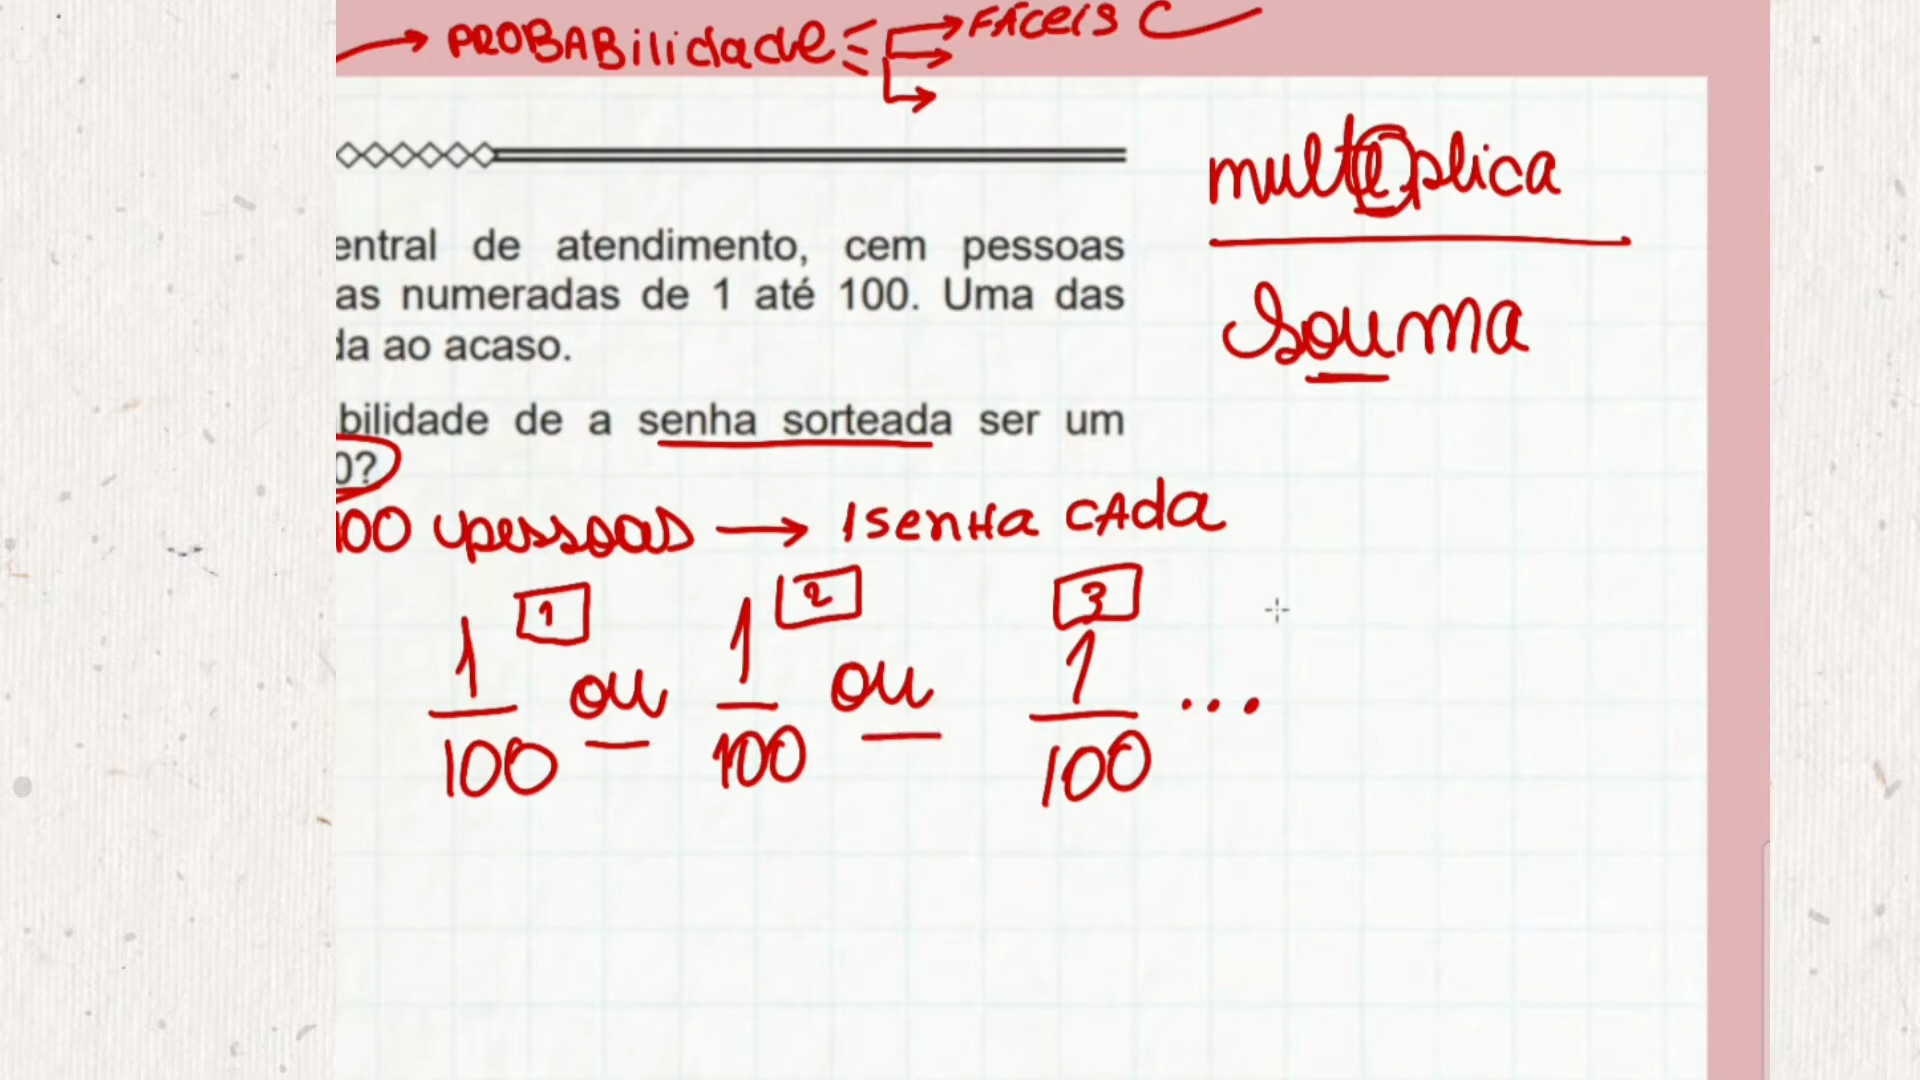 PROBABilidade FÁCEIS
multeplica
entral de atendimento, cem pessoas
as numeradas de 1 até 100. Uma das
da ao acaso.
souma
bilidade de a senha sorteada ser um
0?
100 pessoas → 1 senHa CAda
1 2 3
1 ou 1 ou 1 ...
100 100 100